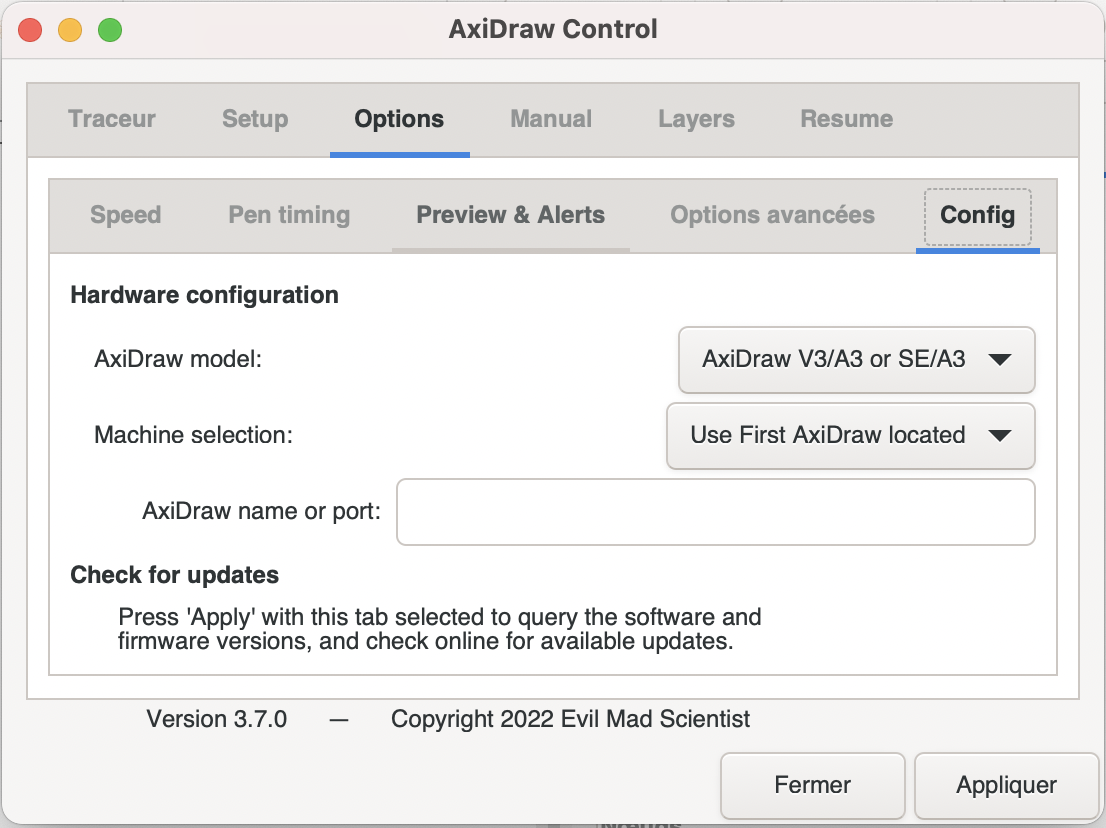 AxiDraw Control
Traceur Setup Options Manual Layers Resume
Speed Pen timing Preview & Alerts Options avancées Config
Hardware configuration
AxiDraw model: AxiDraw V3/A3 or SE/A3
Machine selection: Use First AxiDraw located
AxiDraw name or port:
Check for updates
Press 'Apply' with this tab selected to query the software and
firmware versions, and check online for available updates.
Version 3.7.0 — Copyright 2022 Evil Mad Scientist
Fermer Appliquer